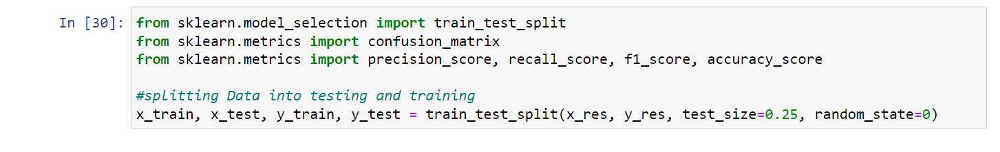 In [30]: from sklearn.model_selection import train_test_split
from sklearn.metrics import confusion_matrix
from sklearn.metrics import precision_score, recall_score, f1_score, accuracy_score
#splitting Data into testing and training
x_train, x_test, y_train, y_test = train_test_split(x_res, y_res, test_size=0.25, random_state=0)